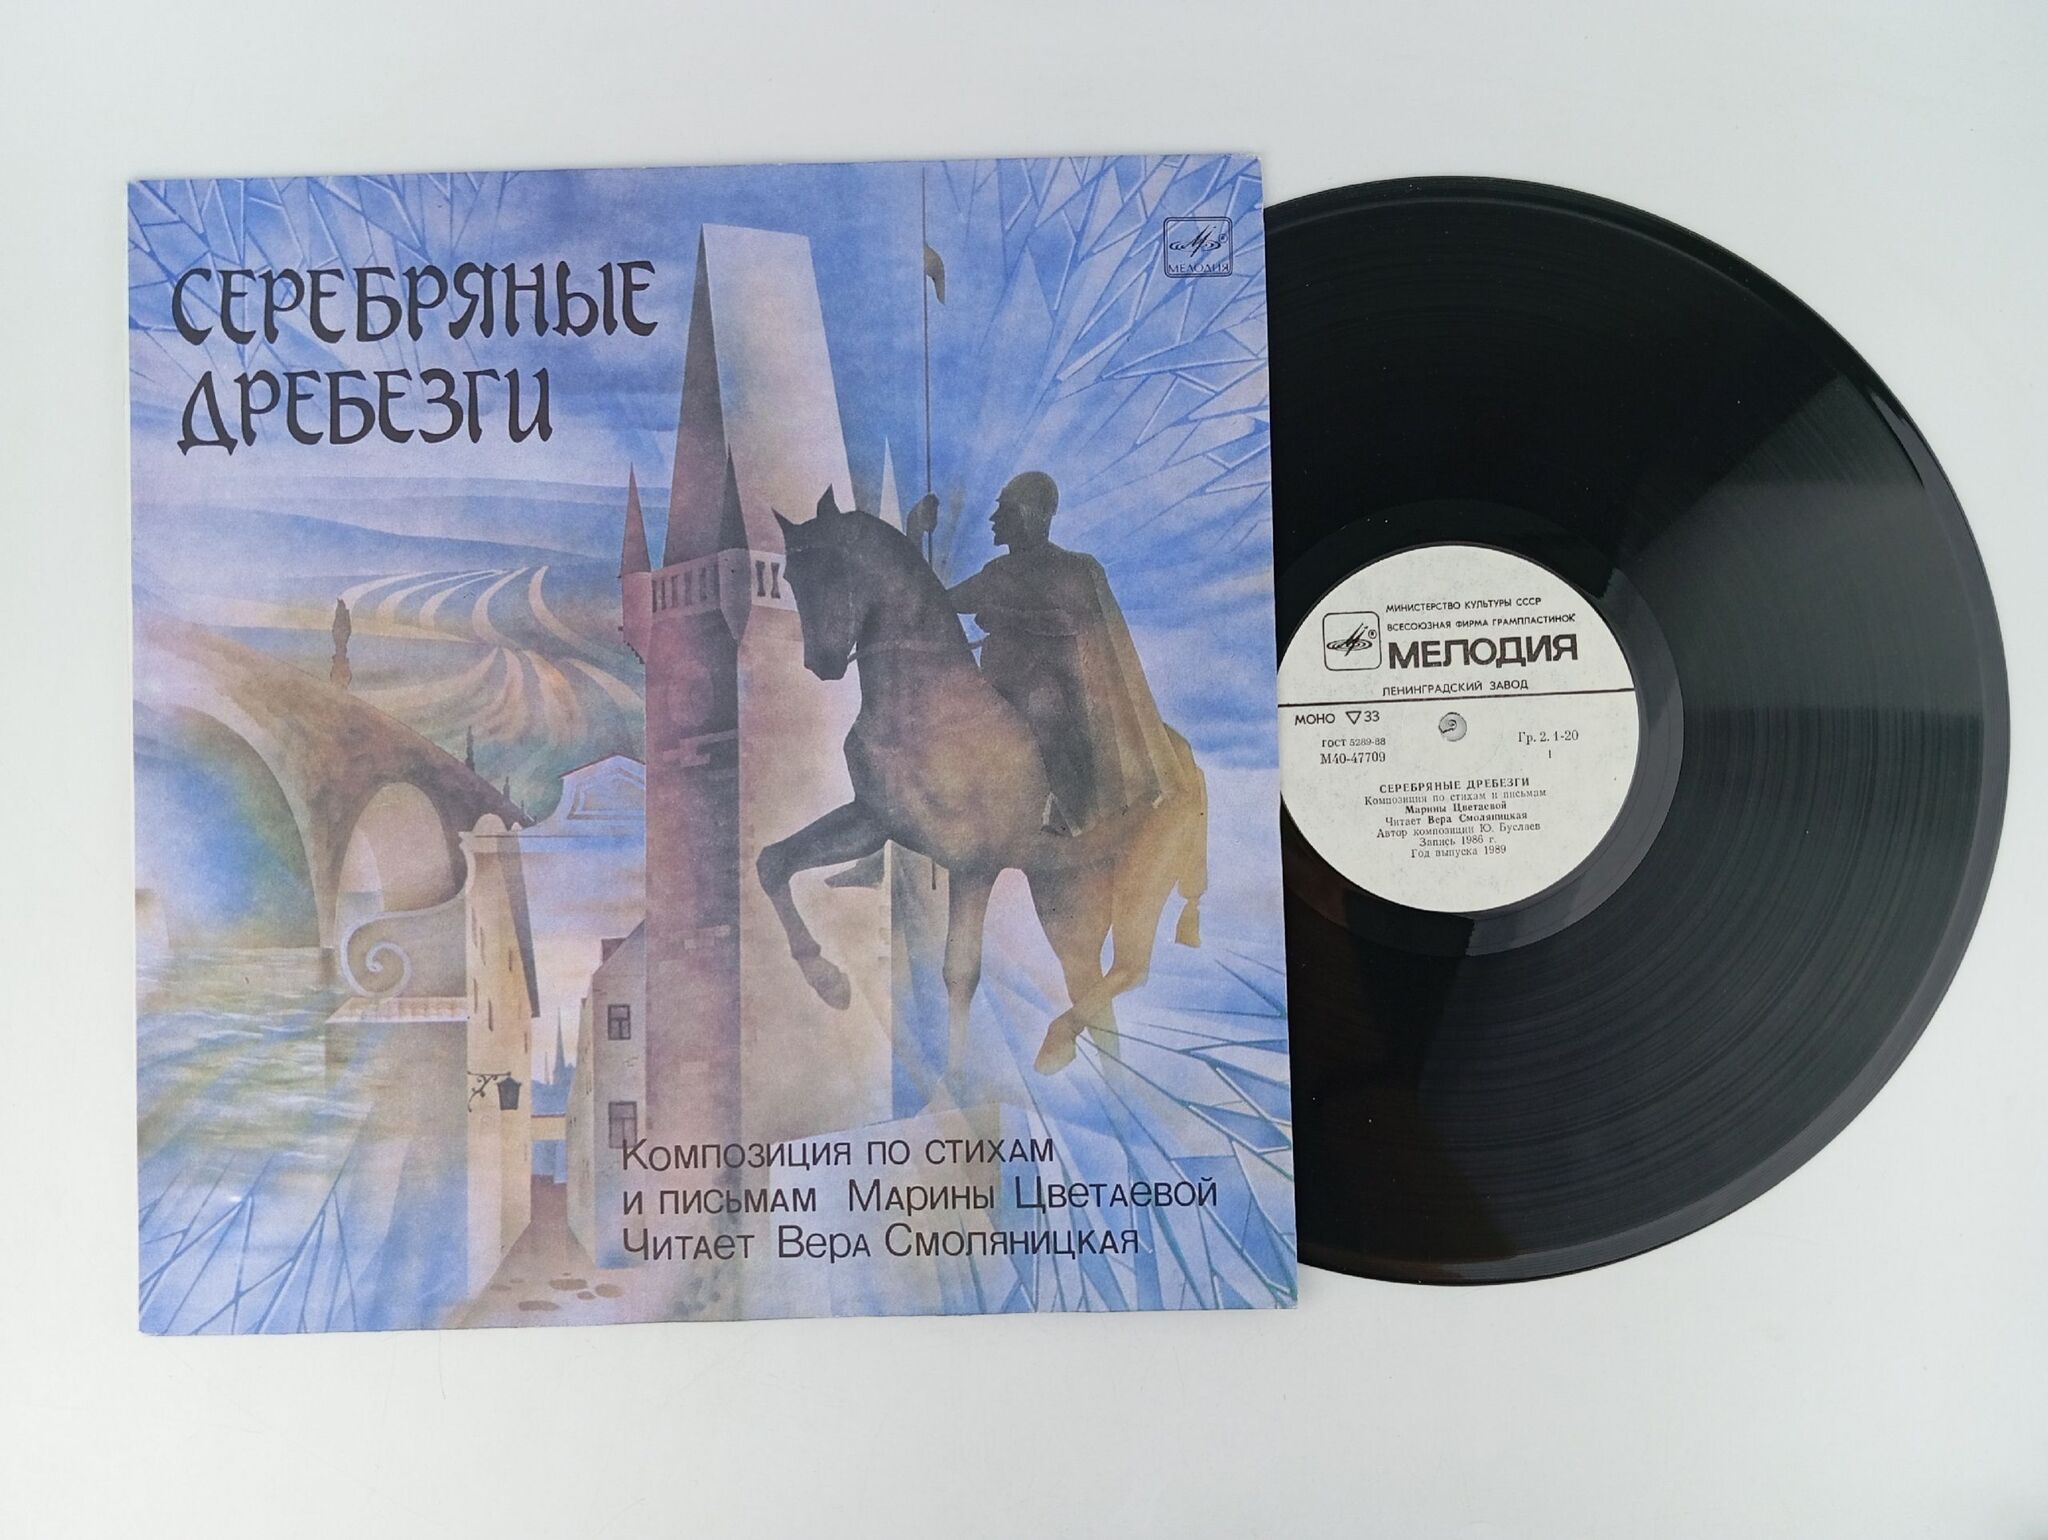 СЕРЕБРЯНЫЕ
ДРЕБЕЗГИ
МЕЛОДИЯ
Композиция по стихам
и письмам Марины Цветаевой
Читает Вера Смоляницкая
МИНИСТЕРСТВО КУЛЬТУРЫ СССР
ВСЕСОЮЗНАЯ ФИРМА ГРАМПЛАСТИНОК
МЕЛОДИЯ
ЛЕНИНГРАДСКИЙ ЗАВОД
МОНО ▽33
ГОСТ 5289-88
М40-47709
Гр. 2. 1-20
1
СЕРЕБРЯНЫЕ ДРЕБЕЗГИ
Композиция по стихам и письмам
Марины Цветаевой
Читает Вера Смоляницкая
Автор композиции Ю. Буслаев
Запись 1986 г.
Год выпуска 1989